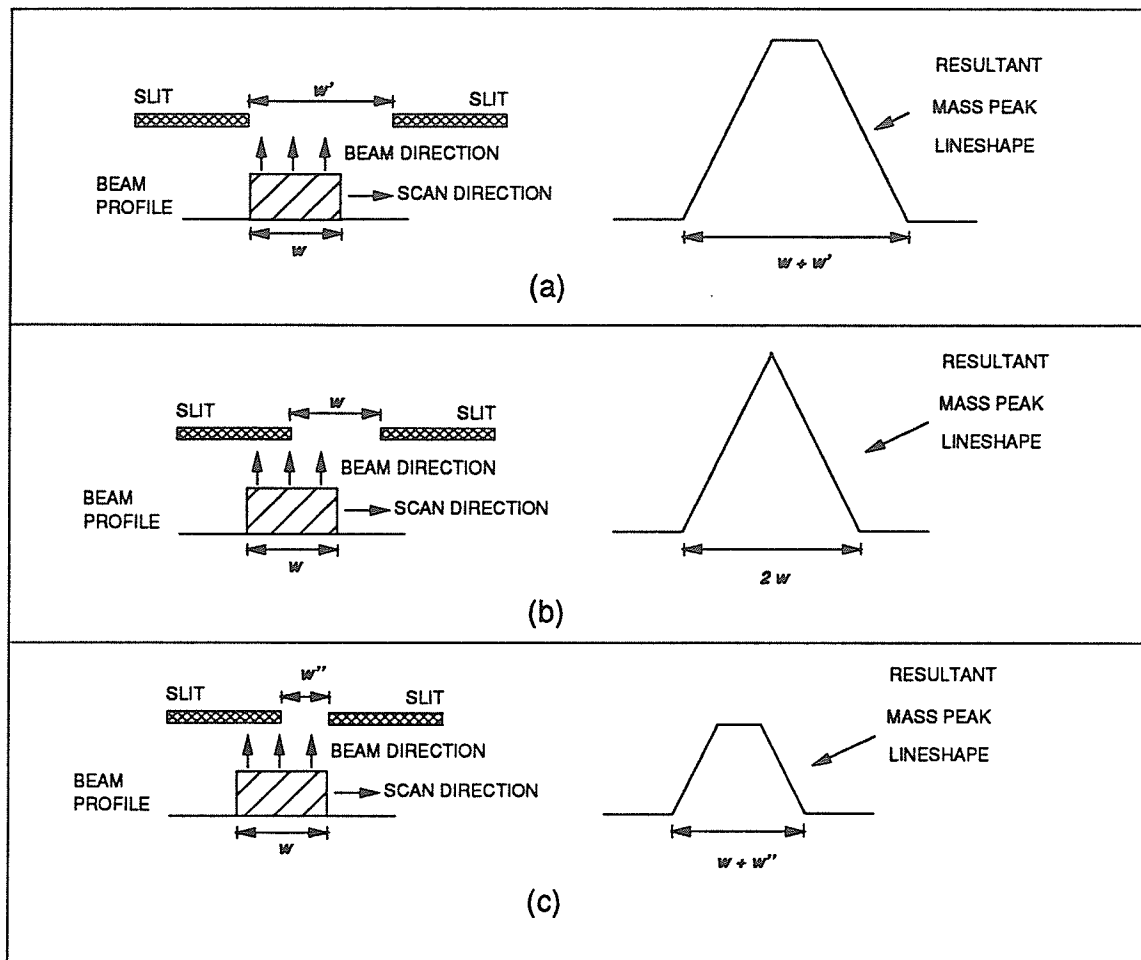 w'
SLIT
SLIT
BEAM DIRECTION
BEAM
PROFILE
SCAN DIRECTION
w
RESULTANT
MASS PEAK
LINESHAPE
w + w'
(a)
w
SLIT
SLIT
BEAM DIRECTION
BEAM
PROFILE
SCAN DIRECTION
w
RESULTANT
MASS PEAK
LINESHAPE
2 w
(b)
w''
SLIT
SLIT
BEAM DIRECTION
BEAM
PROFILE
SCAN DIRECTION
w
RESULTANT
MASS PEAK
LINESHAPE
w + w''
(c)